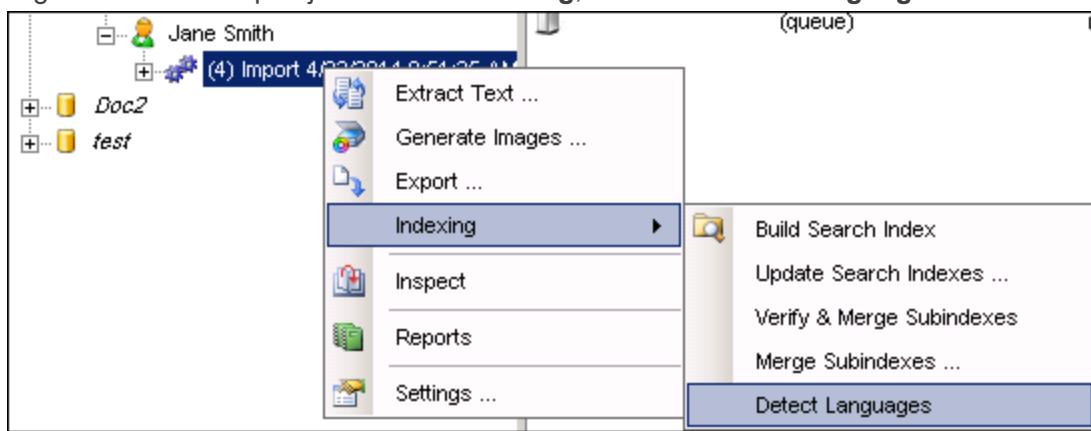 Jane Smith
(queue)
(4) Import 4/
Doc2
test
Extract Text ...
Generate Images ...
Export ...
Indexing
Inspect
Reports
Settings ...
Build Search Index
Update Search Indexes ...
Verify & Merge Subindexes
Merge Subindexes ...
Detect Languages